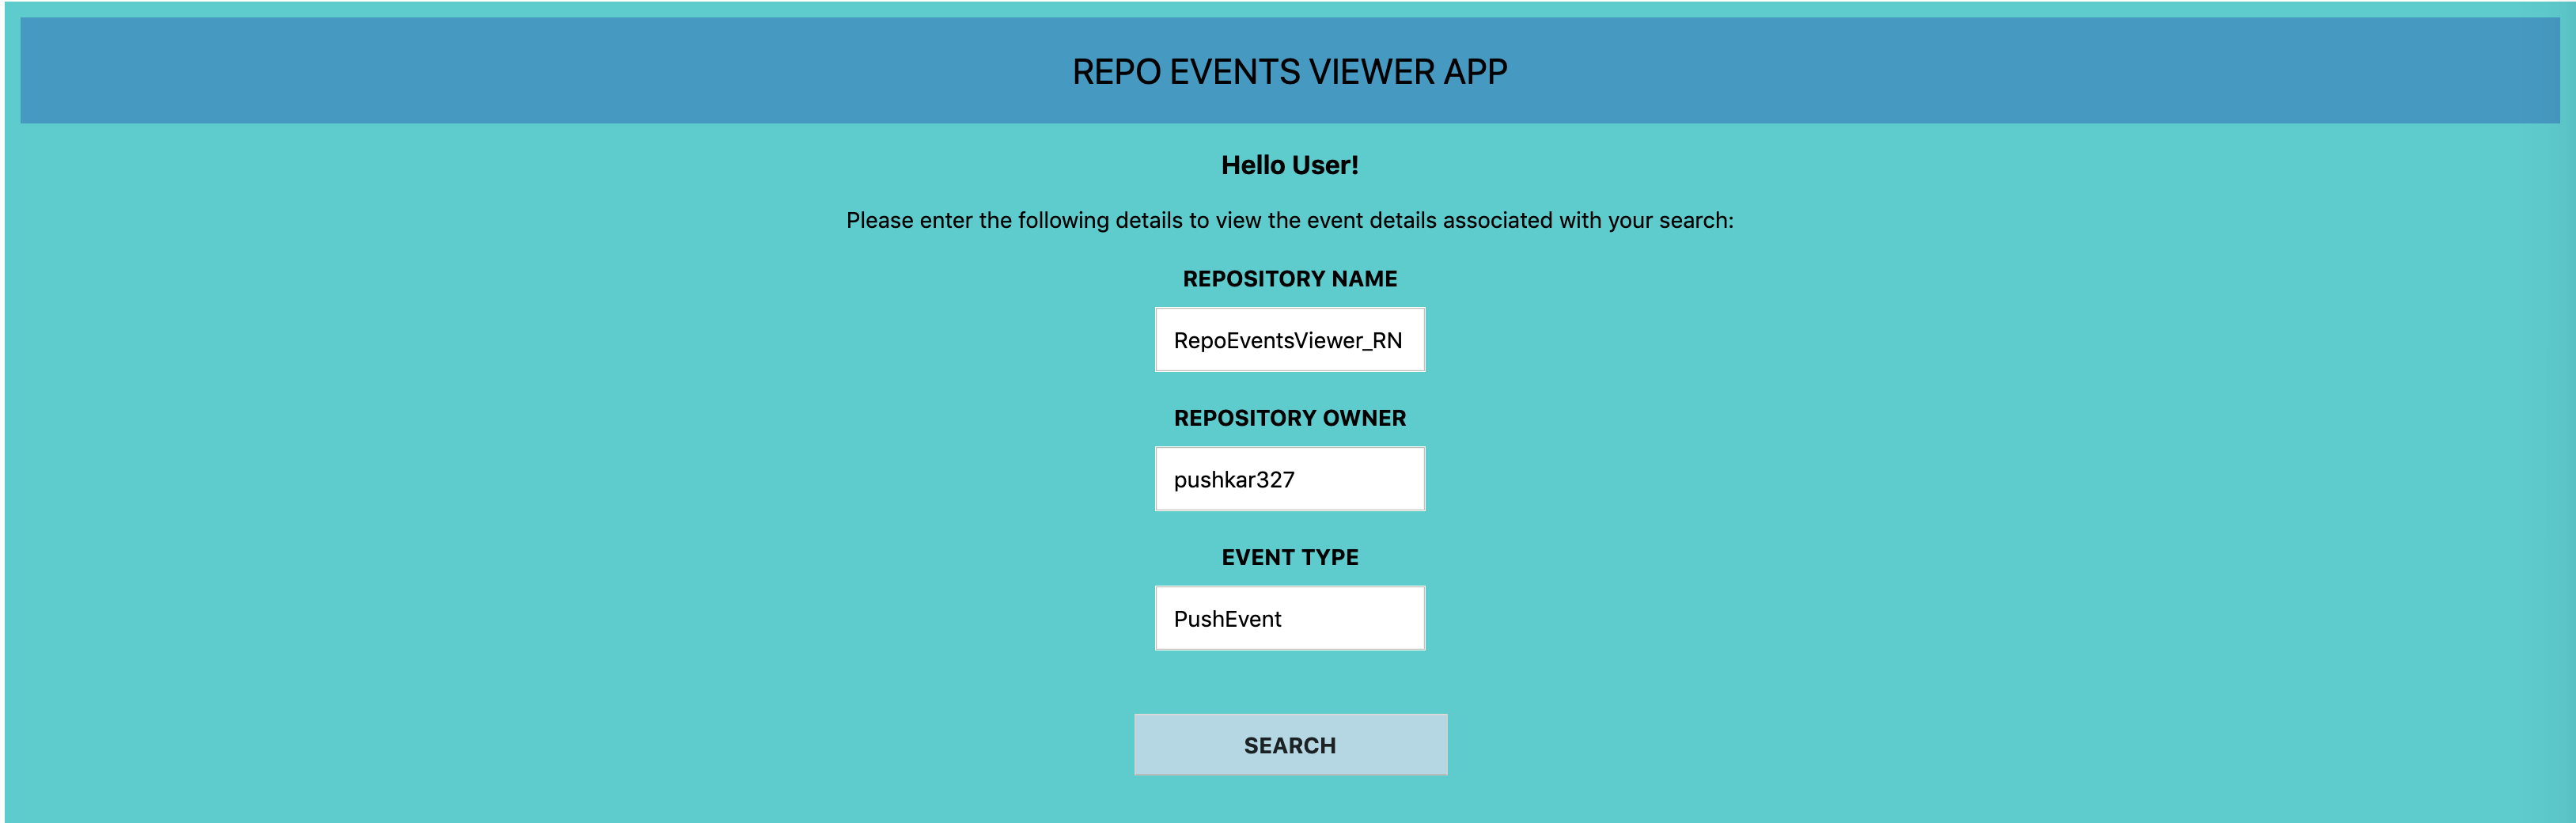 REPO EVENTS VIEWER APP
Hello User!
Please enter the following details to view the event details associated with your search:
REPOSITORY NAME
RepoEventsViewer_RN
REPOSITORY OWNER
pushkar327
EVENT TYPE
PushEvent
SEARCH